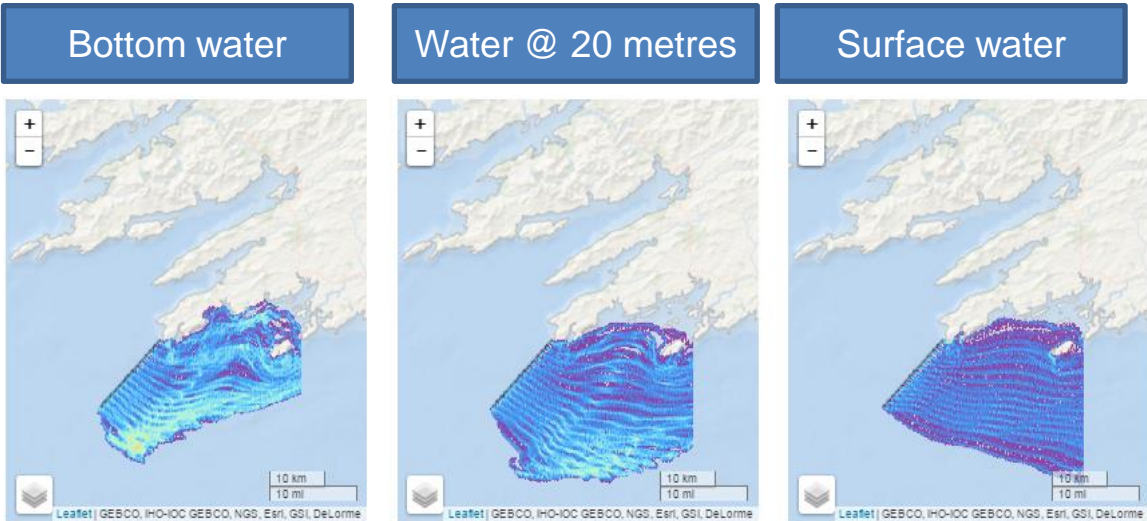 Bottom water
Water @ 20 metres
Surface water
+
−
+
−
+
−
10 km
10 mi
10 km
10 mi
10 km
10 mi
Leaflet | GEBCO, IHO-IOC GEBCO, NGS, Esri, GSI, DeLorme
Leaflet | GEBCO, IHO-IOC GEBCO, NGS, Esri, GSI, DeLorme
Leaflet | GEBCO, IHO-IOC GEBCO, NGS, Esri, GSI, DeLorme